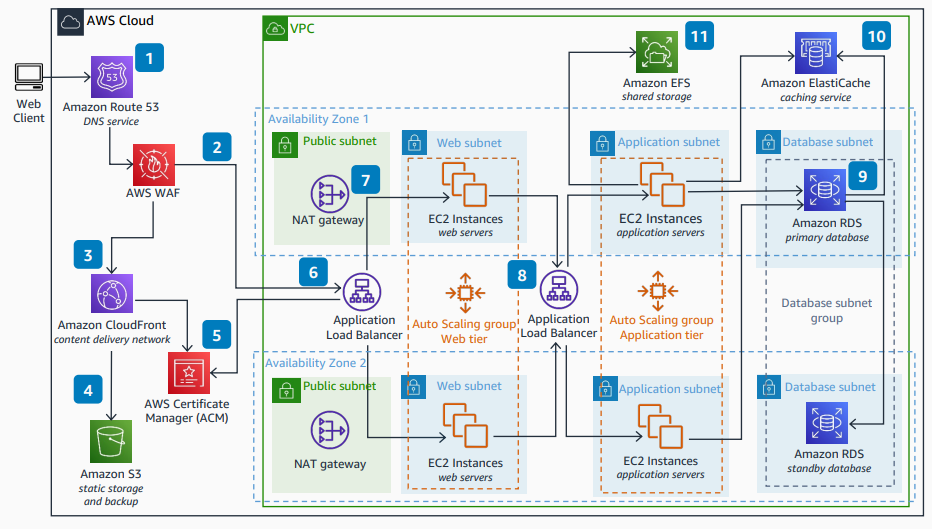 AWS Cloud
VPC
1
53
Amazon Route 53
DNS service
Web
Client
2
AWS WAF
3
Amazon CloudFront
content delivery network
4
5
AWS Certificate
Manager (ACM)
Amazon S3
static storage
and backup
11
Amazon EFS
shared storage
10
Amazon ElastiCache
caching service
Availability Zone 1
Public subnet
7
NAT gateway
Web subnet
EC2 Instances
web servers
Application subnet
EC2 Instances
application servers
Database subnet
9
Amazon RDS
primary database
6
Application
Load Balancer
Auto Scaling group
Web tier
8
Application
Load Balancer
Auto Scaling group
Application tier
Database subnet
group
Availability Zone 2
Public subnet
NAT gateway
Web subnet
EC2 Instances
web servers
Application subnet
EC2 Instances
application servers
Database subnet
Amazon RDS
standby database